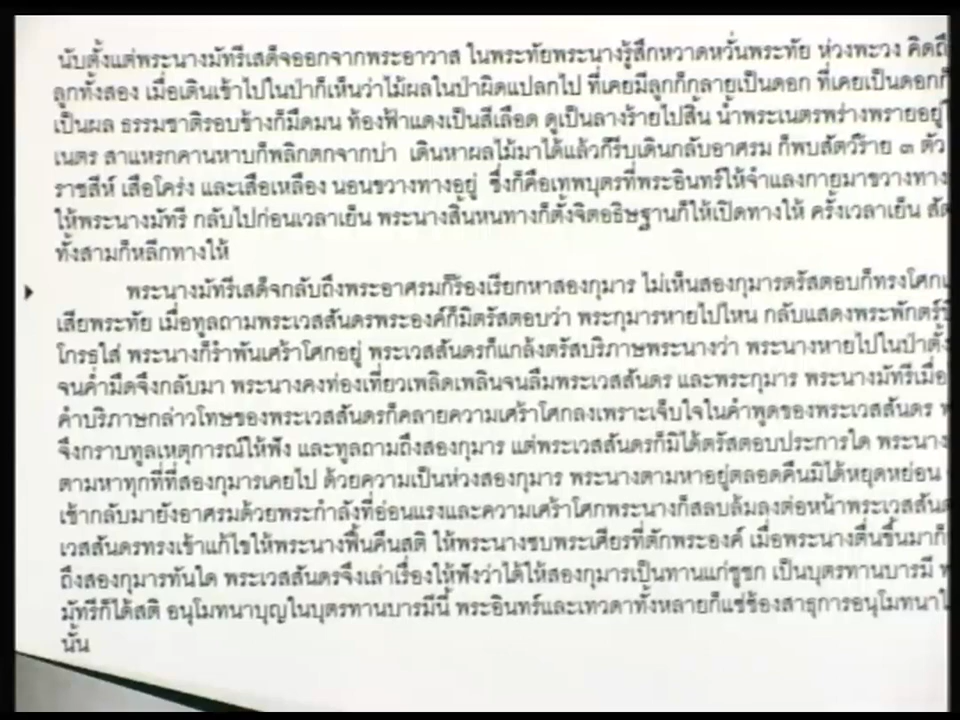 นับตั้งแต่พระนางมัทรีเสด็จออกจากพระอาวาส ในพระทัยพระนางรู้สึกหวาดหวั่นพระทัย ห่วงพะวง คิดถึ
ลูกทั้งสอง เมื่อเดินเข้าไปในป่าก็เห็นว่าไม้ผลในป่าผิดแปลกไป ที่เคยมีลูกก็กลายเป็นดอก ที่เคยเป็นดอกก็
เป็นผล ธรรมชาติรอบข้างก็มืดมน ท้องฟ้าแดงเป็นสีเลือด ดูเป็นลางร้ายไปสิ้น น้ำพระเนตรพร่างพรายอยู่
เนตร สาแหรกคานหาบก็พลิกตกจากบ่า เดินหาผลไม้มาได้แล้วก็รีบเดินกลับอาศรม ก็พบสัตว์ร้าย ๓ ตัว
ราชสีห์ เสือโคร่ง และเสือเหลือง นอนขวางทางอยู่ ซึ่งก็คือเทพบุตรที่พระอินทร์ให้จำแลงกายมาขวางทาง
ให้พระนางมัทรี กลับไปก่อนเวลาเย็น พระนางสิ้นหนทางก็ตั้งจิตอธิษฐานก็ให้เปิดทางให้ ครั้งเวลาเย็น สัต
ทั้งสามก็หลีกทางให้
พระนางมัทรีเสด็จกลับถึงพระอาศรมก็ร้องเรียกหาสองกุมาร ไม่เห็นสองกุมารตรัสตอบก็ทรงโศก
เสียพระทัย เมื่อทูลถามพระเวสสันดรพระองค์ก็มิตรัสตอบว่า พระกุมารหายไปไหน กลับแสดงพระพักตร์
โกรธใส่ พระนางก็รำพันเศร้าโศกอยู่ พระเวสสันดรก็แกล้งตรัสบริภาษพระนางว่า พระนางหายไปในป่าตั้ง
จนค่ำมืดจึงกลับมา พระนางคงท่องเที่ยวเพลิดเพลินจนลืมพระเวสสันดร และพระกุมาร พระนางมัทรีเมื่อ
คำบริภาษกล่าวโทษของพระเวสสันดรก็คลายความเศร้าโศกลงเพราะเจ็บใจในคำพูดของพระเวสสันดร
จึงกราบทูลเหตุการณ์ให้ฟัง และทูลถามถึงสองกุมาร แต่พระเวสสันดรก็มิได้ตรัสตอบประการใด พระนาง
ตามหาทุกที่ที่สองกุมารเคยไป ด้วยความเป็นห่วงสองกุมาร พระนางตามหาอยู่ตลอดคืนมิได้หยุดหย่อน
เช้ากลับมายังอาศรมด้วยพระกำลังที่อ่อนแรงและความเศร้าโศกพระนางก็สลบล้มลงต่อหน้าพระเวสสันด
เวสสันดรทรงเข้าแก้ไขให้พระนางฟื้นคืนสติ ให้พระนางซบพระเศียรที่ตักพระองค์ เมื่อพระนางตื่นขึ้นมาก็
ถึงสองกุมารทันใด พระเวสสันดรจึงเล่าเรื่องให้ฟังว่าได้ให้สองกุมารเป็นทานแก่ชูชก เป็นบุตรทานบารมี
มัทรีก็ได้สติ อนุโมทนาบุญในบุตรทานบารมีนี้ พระอินทร์และเทวดาทั้งหลายก็แซ่ซ้องสาธุการอนุโมทนาใ
นั้น